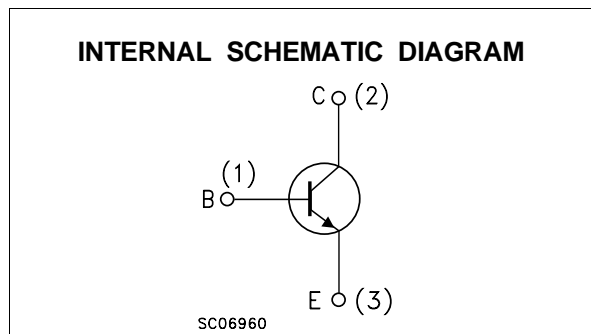 INTERNAL SCHEMATIC DIAGRAM
C (2)
(1)
B
E (3)
SC06960